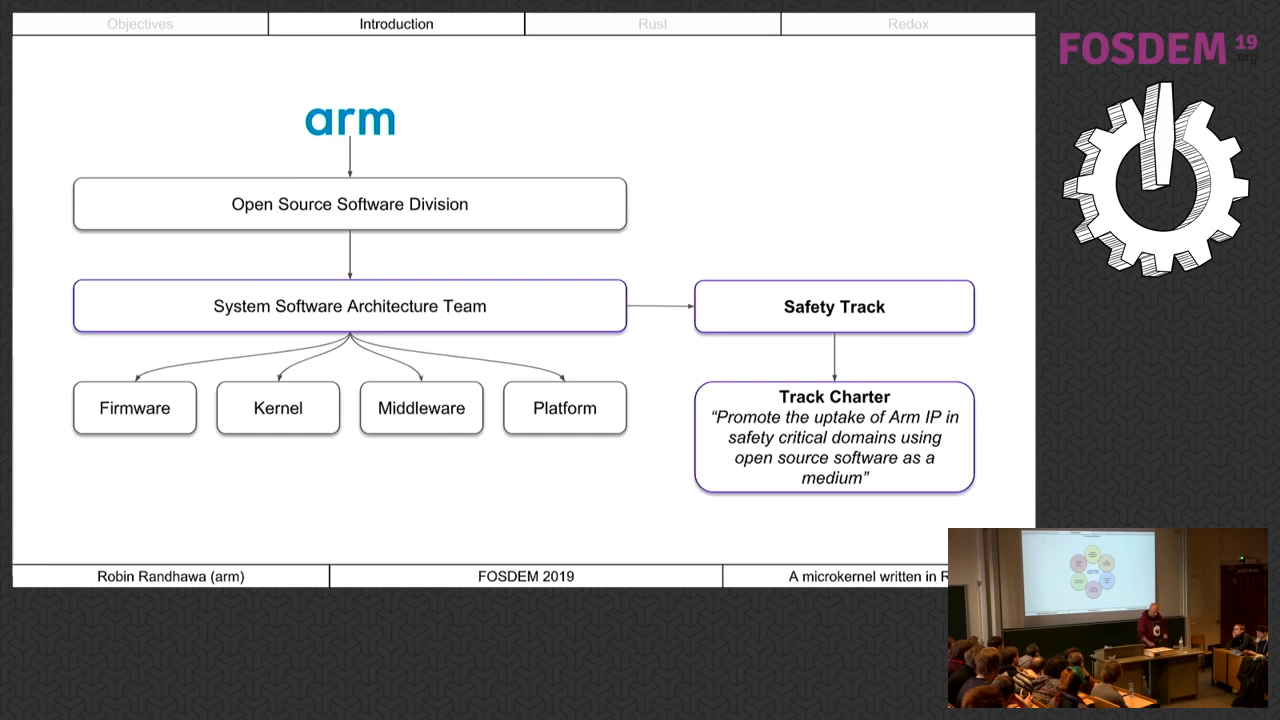 Objectives
Introduction
Rust
Redox
FOSDEM 19
.org
arm
Open Source Software Division
System Software Architecture Team
Safety Track
Firmware
Kernel
Middleware
Platform
Track Charter
“Promote the uptake of Arm IP in
safety critical domains using
open source software as a
medium”
Robin Randhawa (arm)
FOSDEM 2019
A microkernel written in R
arm